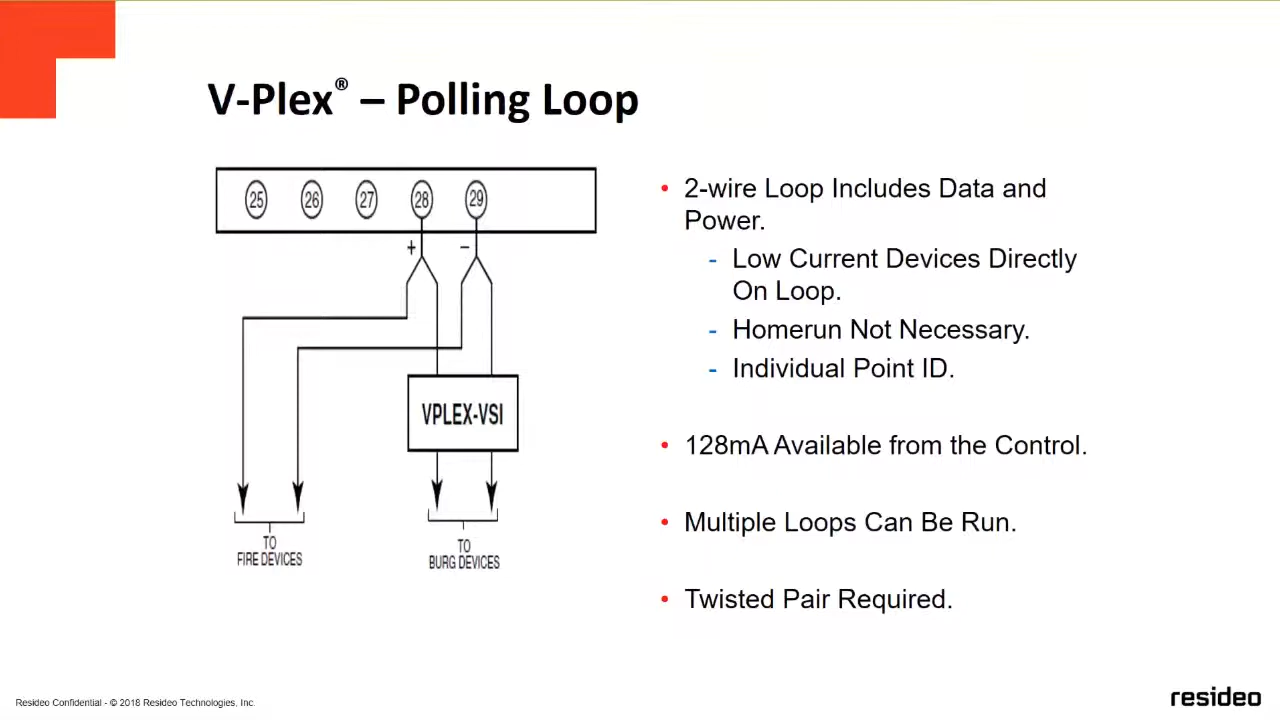 V-Plex® – Polling Loop
25 26 27 28 29
+ –
VPLEX-VSI
TO
FIRE DEVICES
TO
BURG DEVICES
• 2-wire Loop Includes Data and
Power.
- Low Current Devices Directly
On Loop.
- Homerun Not Necessary.
- Individual Point ID.
• 128mA Available from the Control.
• Multiple Loops Can Be Run.
• Twisted Pair Required.
Resideo Confidential - © 2018 Resideo Technologies, Inc.
resideo